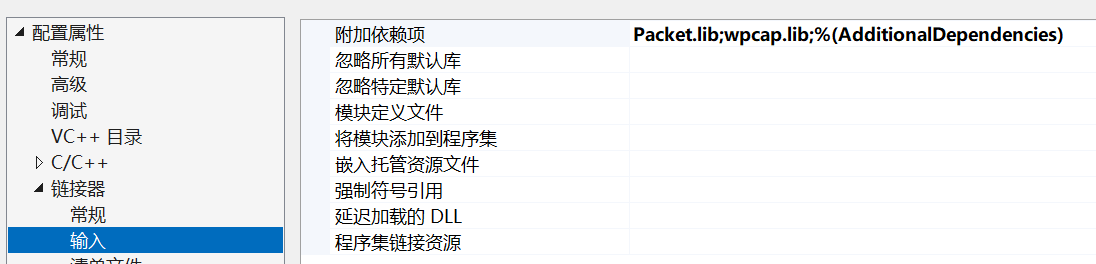 配置属性
常规
高级
调试
VC++ 目录
C/C++
链接器
常规
输入
清单文件
附加依赖项 Packet.lib;wpcap.lib;%(AdditionalDependencies)
忽略所有默认库
忽略特定默认库
模块定义文件
将模块添加到程序集
嵌入托管资源文件
强制符号引用
延迟加载的 DLL
程序集链接资源